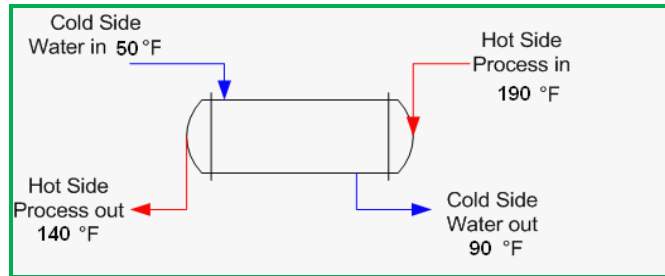 Cold Side
Water in 50 °F
Hot Side
Process in
190 °F
Hot Side
Process out
140 °F
Cold Side
Water out
90 °F